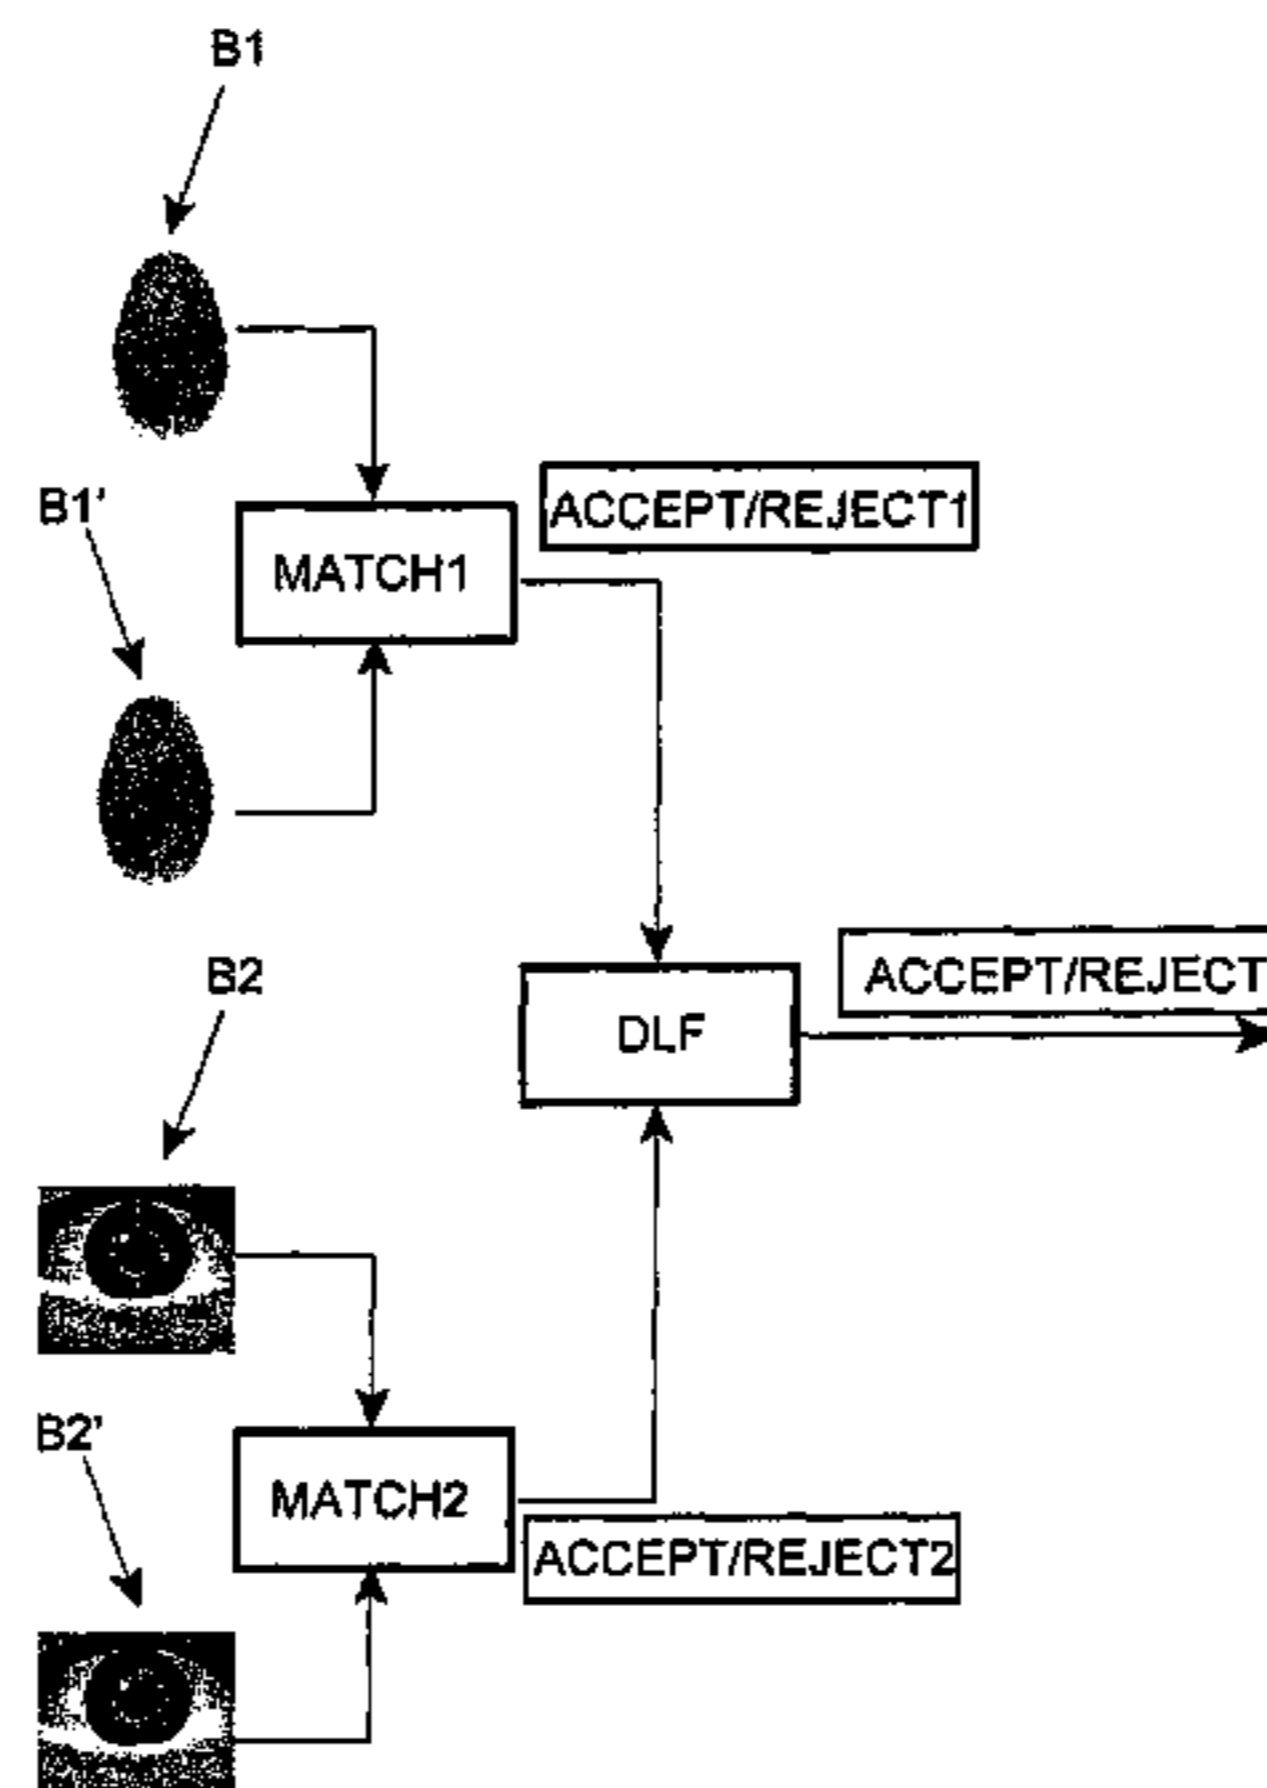 B1
ACCEPT/REJECT1
B1'
MATCH1
ACCEPT/REJECT
B2
DLF
B2'
MATCH2
ACCEPT/REJECT2